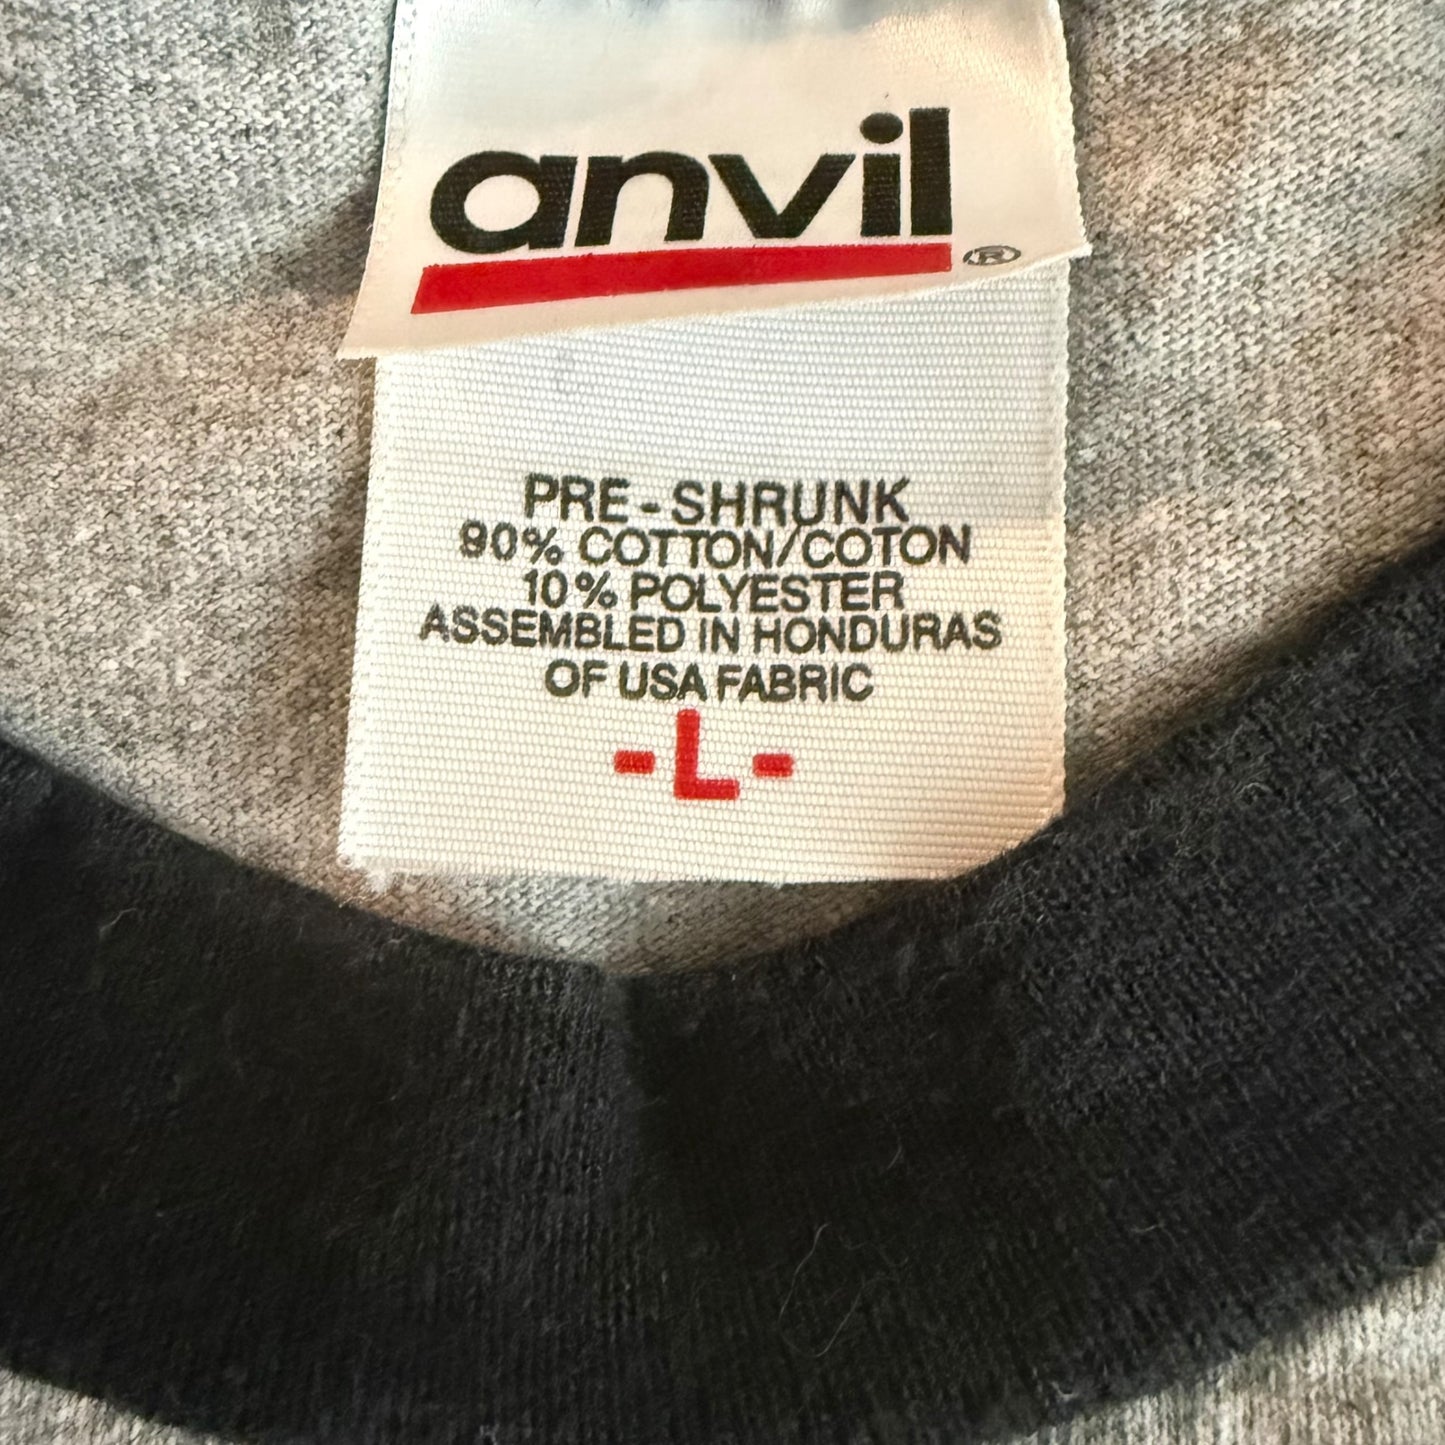 anvil®
PRE-SHRUNK
90% COTTON/COTON
10% POLYESTER
ASSEMBLED IN HONDURAS
OF USA FABRIC
-L-